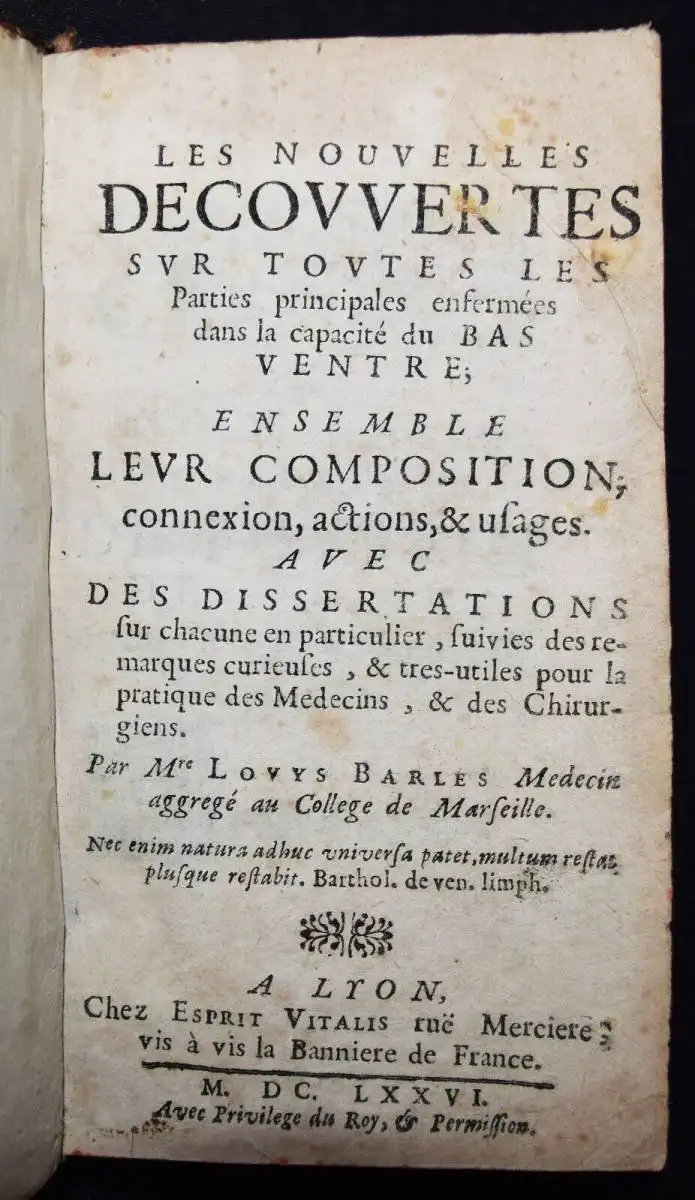 LES NOUVELLES
DECOVVERTES
SVR TOVTES LES
Parties principales enfermées
dans la capacité du BAS
VENTRE;
ENSEMBLE
LEVR COMPOSITION;
connexion, actions, & uſages.
AVEC
DES DISSERTATIONS
ſur chacune en particulier, ſuivies des re-
marques curieuſes, & tres-utiles pour la
pratique des Medecins, & des Chirur-
giens.
Par Mre LOVYS BARLES Medecin
aggregé au College de Marſeille.
Nec enim natura adhuc vniverſa patet, multum reſtat
pluſque reſtabit. Barthol. de ven. limph.
A LYON,
Chez ESPRIT VITALIS ruë Merciere;
vis à vis la Banniere de France.
M. DC. LXXVI.
Avec Privilege du Roy, & Permiſſion.